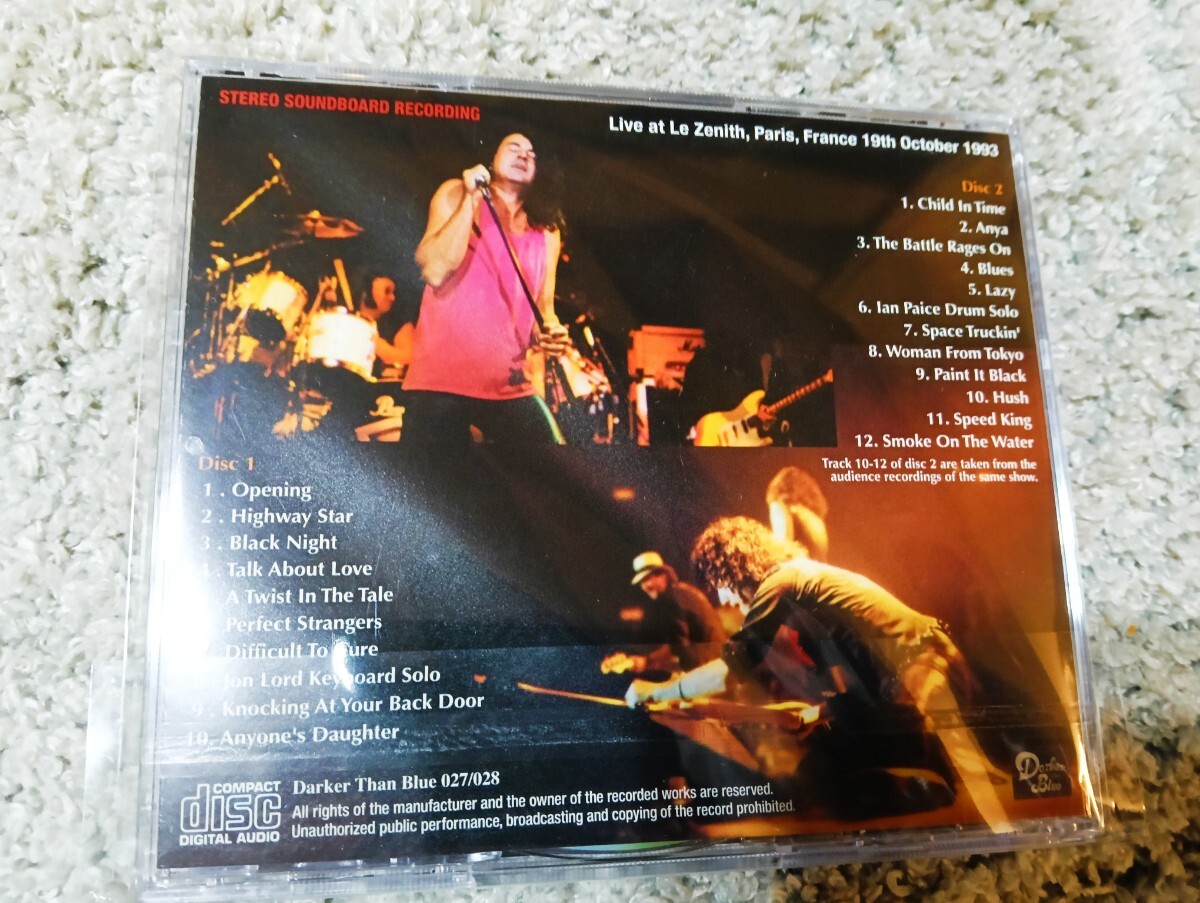 STEREO SOUNDBOARD RECORDING
Live at Le Zenith, Paris, France 19th October 1993
Disc 2
1. Child In Time
2. Anya
3. The Battle Rages On
4. Blues
5. Lazy
6. Ian Paice Drum Solo
7. Space Truckin'
8. Woman From Tokyo
9. Paint It Black
10. Hush
11. Speed King
12. Smoke On The Water
Track 10-12 of disc 2 are taken from the
audience recordings of the same show.
Disc 1
1. Opening
2. Highway Star
3. Black Night
. Talk About Love
A Twist In The Tale
Perfect Strangers
Difficult To Cure
Jon Lord Keyboard Solo
9. Knocking At Your Back Door
10. Anyone's Daughter
COMPACT
disc
DIGITAL AUDIO
Darker Than Blue 027/028
All rights of the manufacturer and the owner of the recorded works are reserved.
Unauthorized public performance, broadcasting and copying of the record prohibited.
Darker
Blue